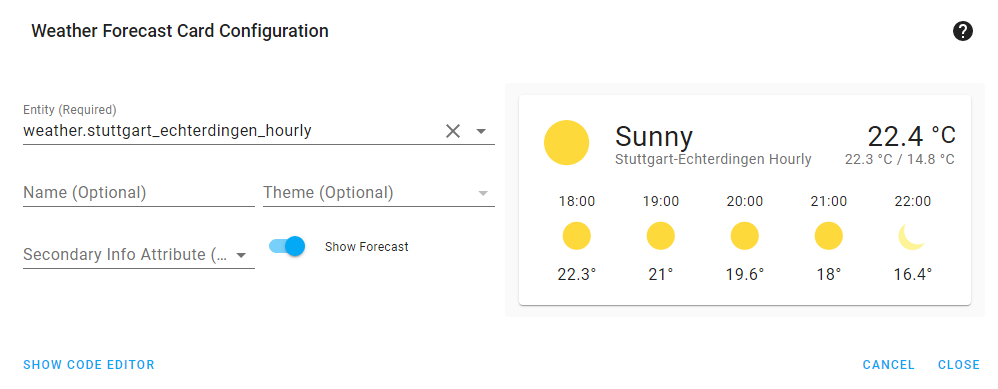 Weather Forecast Card Configuration
?
Entity (Required)
weather.stuttgart_echterdingen_hourly
Name (Optional)
Theme (Optional)
Secondary Info Attribute (...
Show Forecast
Sunny
22.4 °C
Stuttgart-Echterdingen Hourly
22.3 °C / 14.8 °C
18:00 19:00 20:00 21:00 22:00
22.3° 21° 19.6° 18° 16.4°
SHOW CODE EDITOR
CANCEL CLOSE